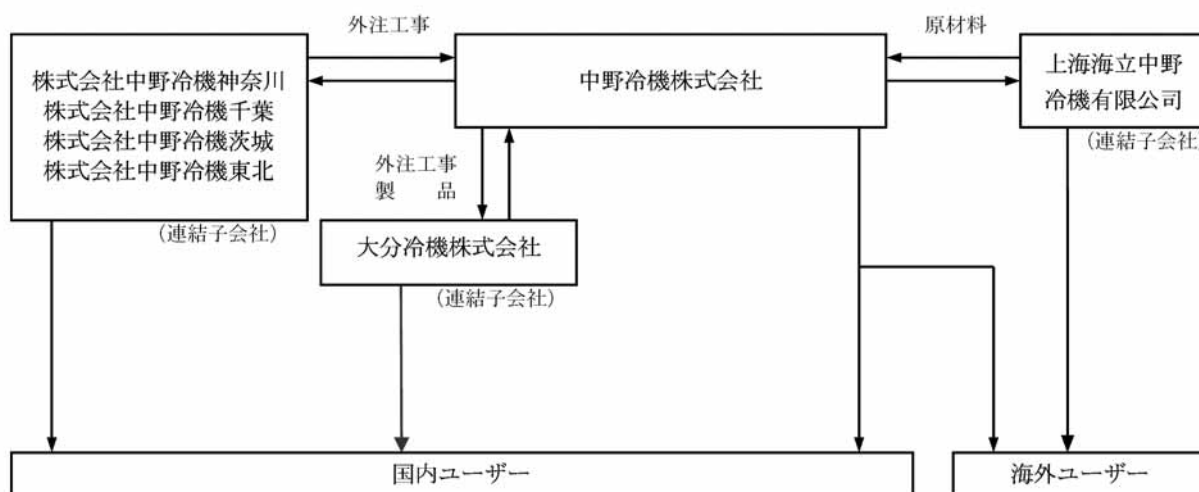 外注工事
原材料
株式会社中野冷機神奈川
株式会社中野冷機千葉
株式会社中野冷機茨城
株式会社中野冷機東北
中野冷機株式会社
上海海立中野
冷機有限公司
(連結子会社)
外注工事
製 品
(連結子会社)
大分冷機株式会社
(連結子会社)
国内ユーザー
海外ユーザー